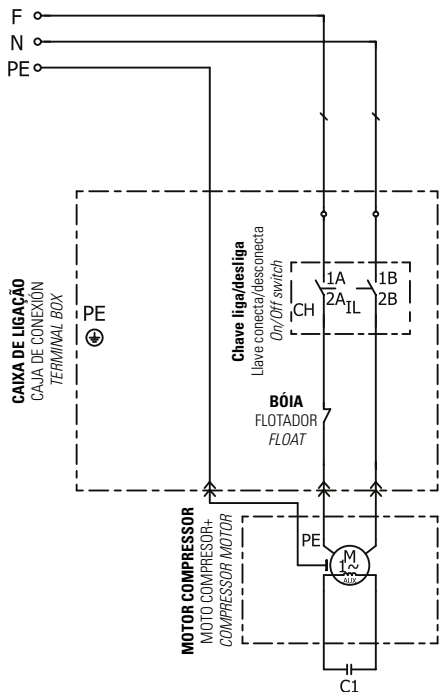 F
N
PE
CAIXA DE LIGAÇÃO
CAJA DE CONEXIÓN
TERMINAL BOX
PE
Chave liga/desliga
Llave conecta/desconecta
On/Off switch
1A
1B
CH
2A
IL
2B
BÓIA
FLOTADOR
FLOAT
MOTOR COMPRESSOR
MOTO COMPRESOR+
COMPRESSOR MOTOR
PE
M
1~
AUX
C1